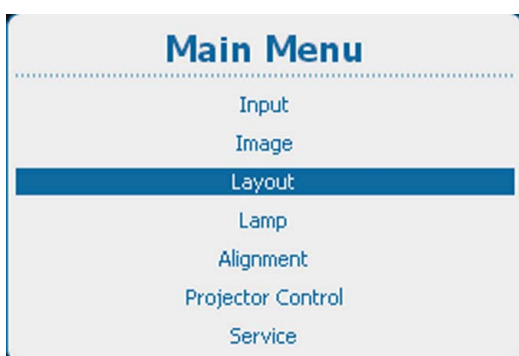 Main Menu
Input
Image
Layout
Lamp
Alignment
Projector Control
Service